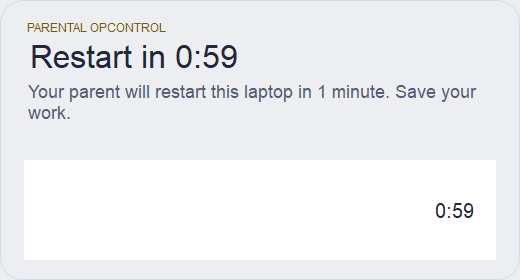 PARENTAL OPCONTROL
Restart in 0:59
Your parent will restart this laptop in 1 minute. Save your
work.
0:59